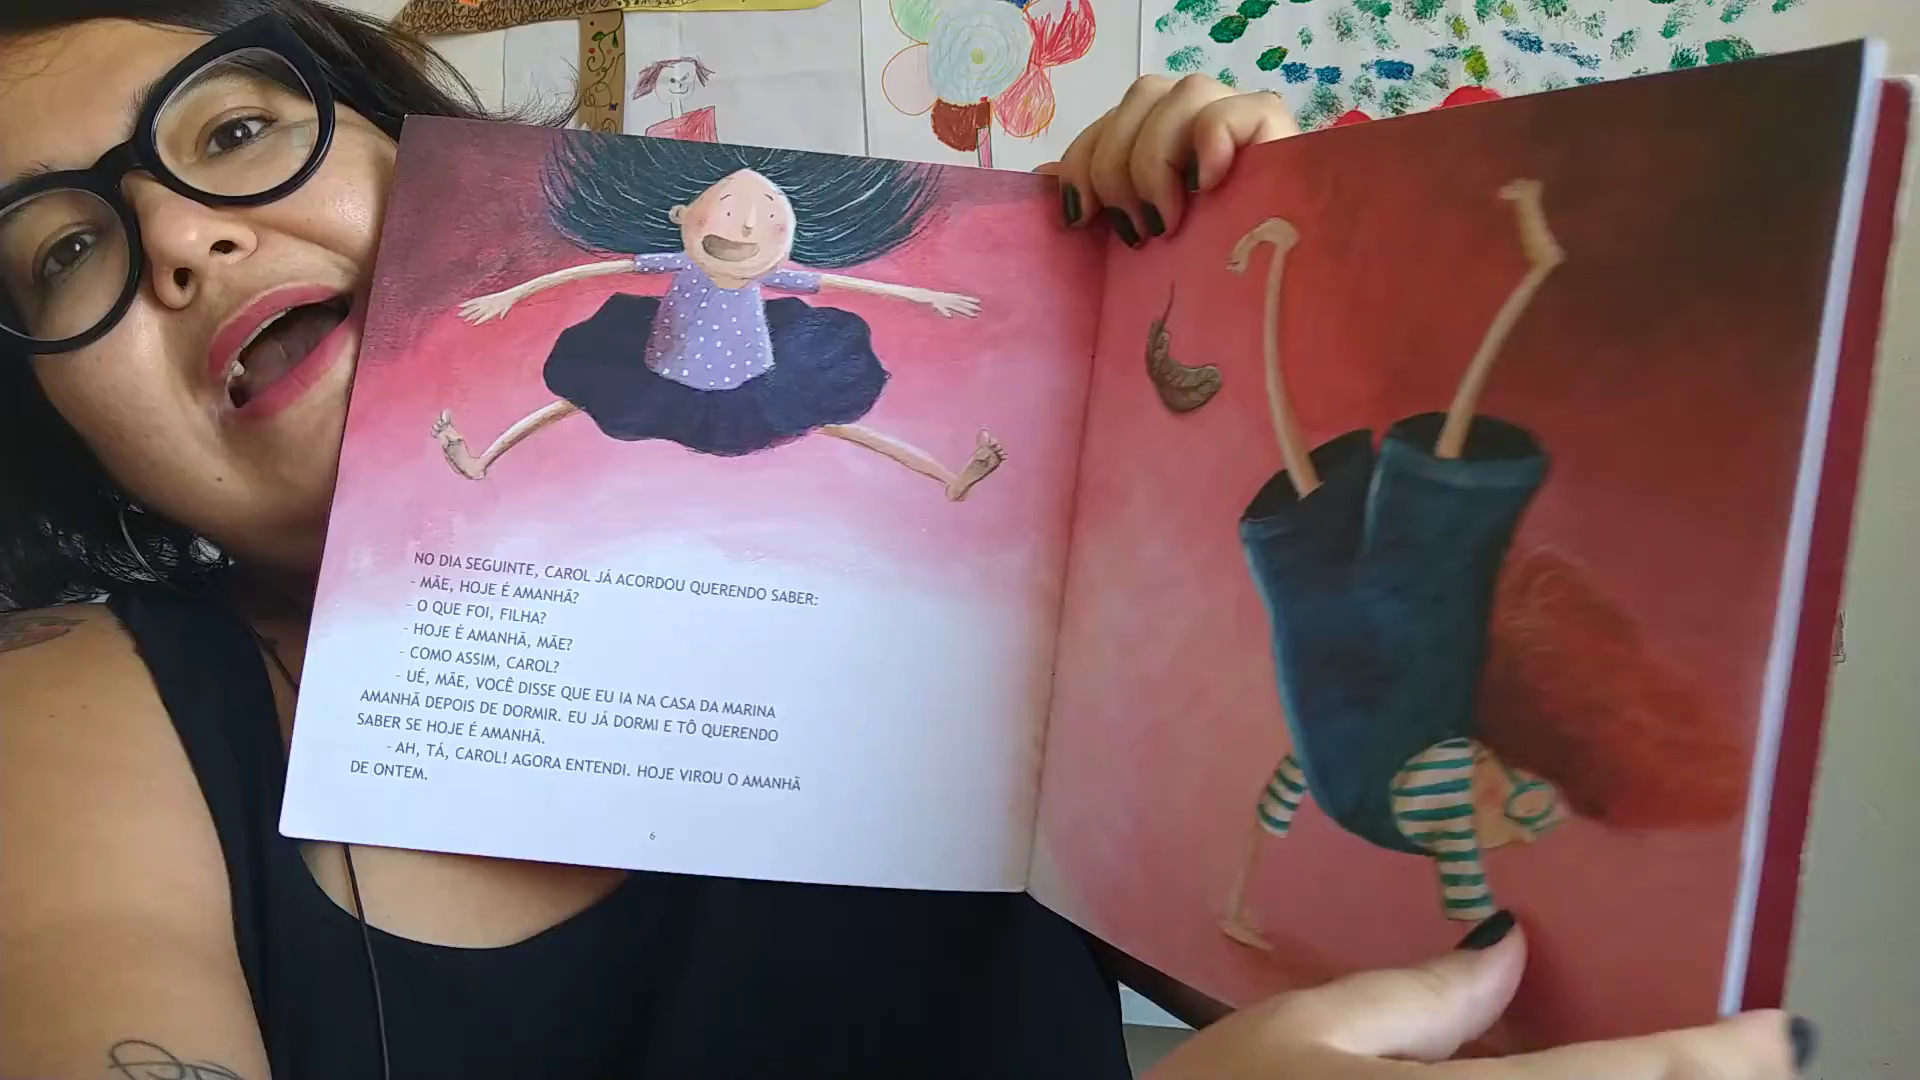 NO DIA SEGUINTE, CAROL JÁ ACORDOU QUERENDO SABER:
- MÃE, HOJE É AMANHÃ?
- O QUE FOI, FILHA?
- HOJE É AMANHÃ, MÃE?
- COMO ASSIM, CAROL?
- UÉ, MÃE, VOCÊ DISSE QUE EU IA NA CASA DA MARINA
AMANHÃ DEPOIS DE DORMIR. EU JÁ DORMI E TÔ QUERENDO
SABER SE HOJE É AMANHÃ.
- AH, TÁ, CAROL! AGORA ENTENDI. HOJE VIROU O AMANHÃ
DE ONTEM.
6